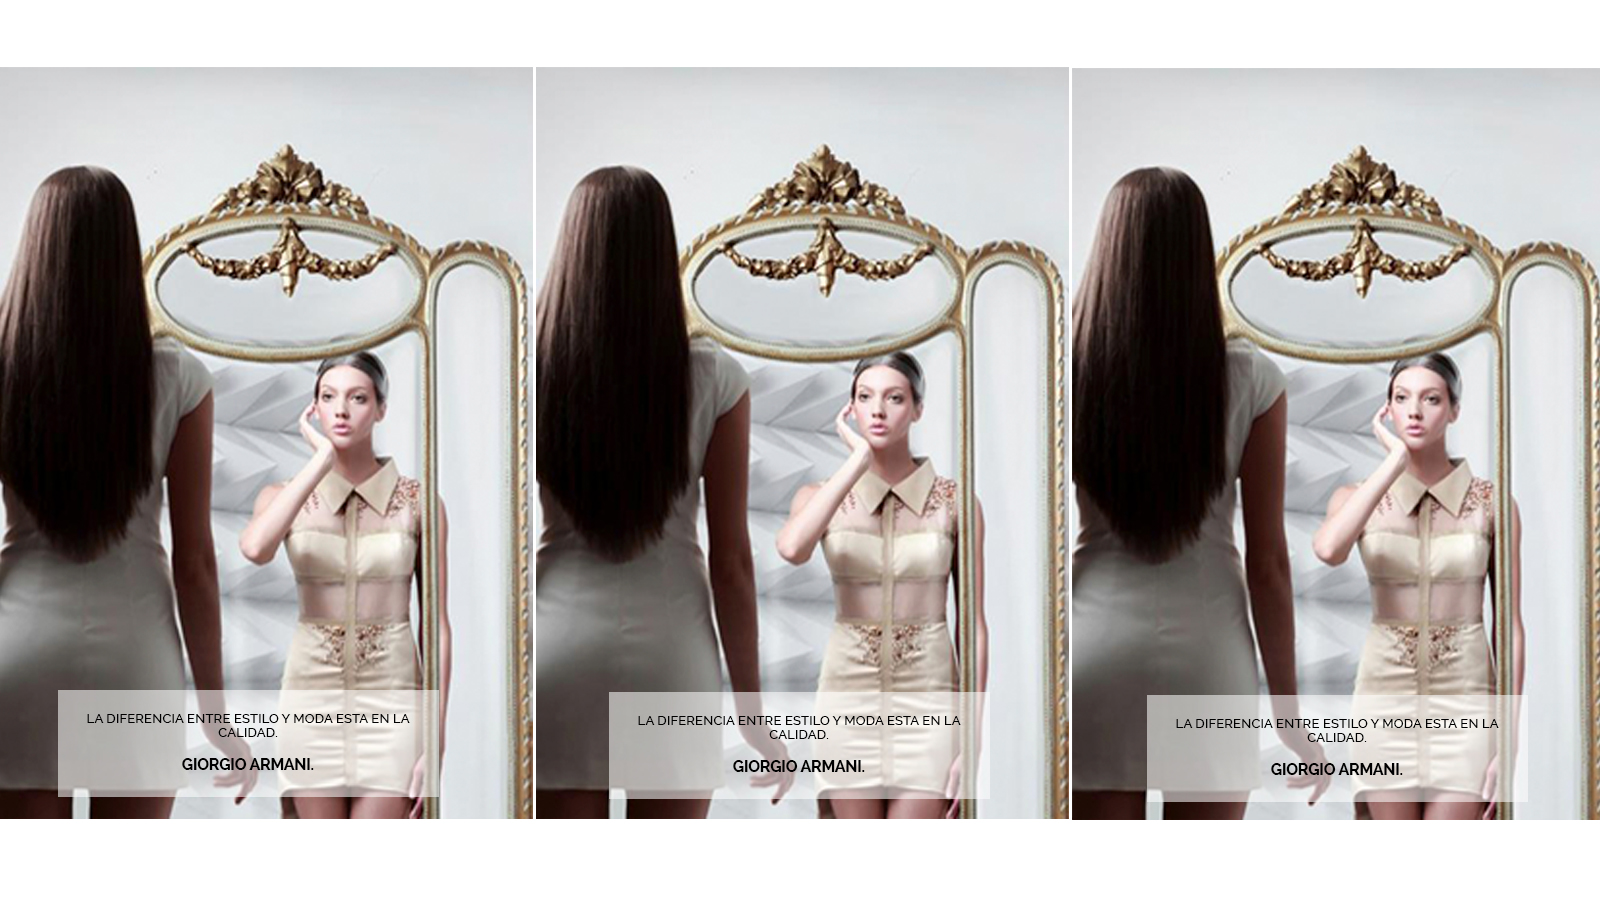 LA DIFERENCIA ENTRE ESTILO Y MODA ESTA EN LA
CALIDAD.
GIORGIO ARMANI.
LA DIFERENCIA ENTRE ESTILO Y MODA ESTA EN LA
CALIDAD.
GIORGIO ARMANI.
LA DIFERENCIA ENTRE ESTILO Y MODA ESTA EN LA
CALIDAD.
GIORGIO ARMANI.